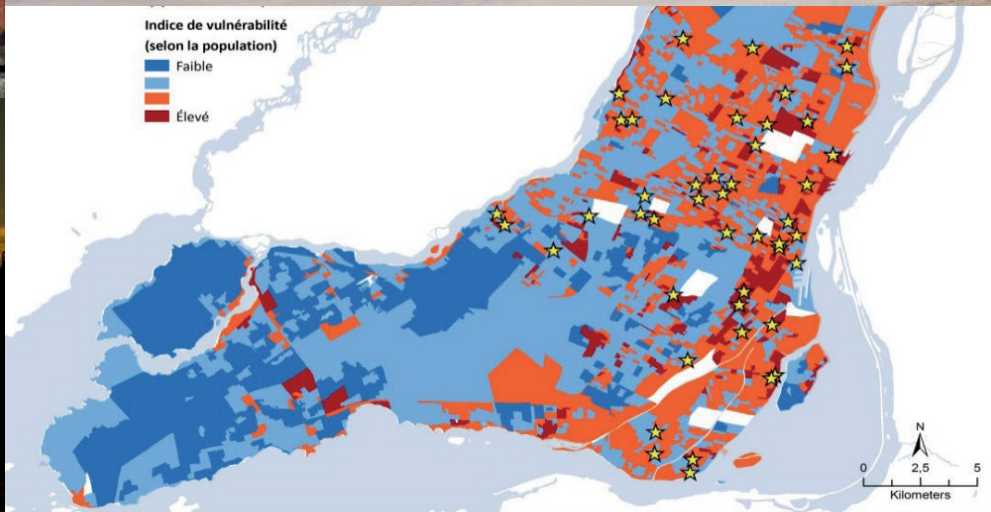 Indice de vulnérabilité
(selon la population)
Faible
Élevé
N
0 2,5 5
Kilometers